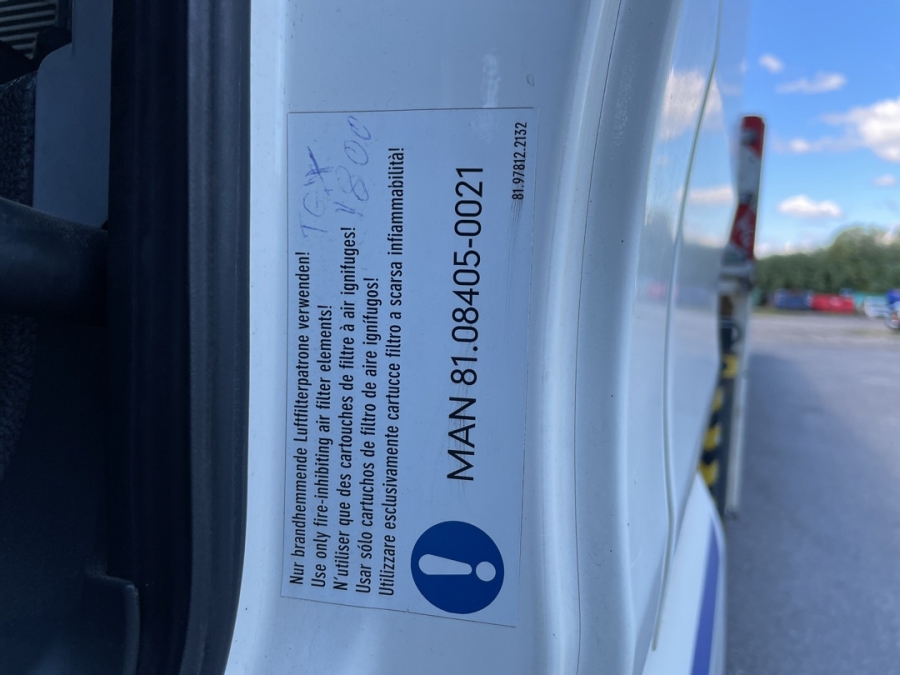 Nur brandhemmende Luftfilterpatrone verwenden!
Use only fire-inhibiting air filter elements!
N'utiliser que des cartouches de filtre à air ignifuges!
Usar sólo cartuchos de filtro de aire ignífugos!
Utilizzare esclusivamente cartucce filtro a scarsa infiammabilità!
TGX
MAN 81.08405-0021
81.97812.2132